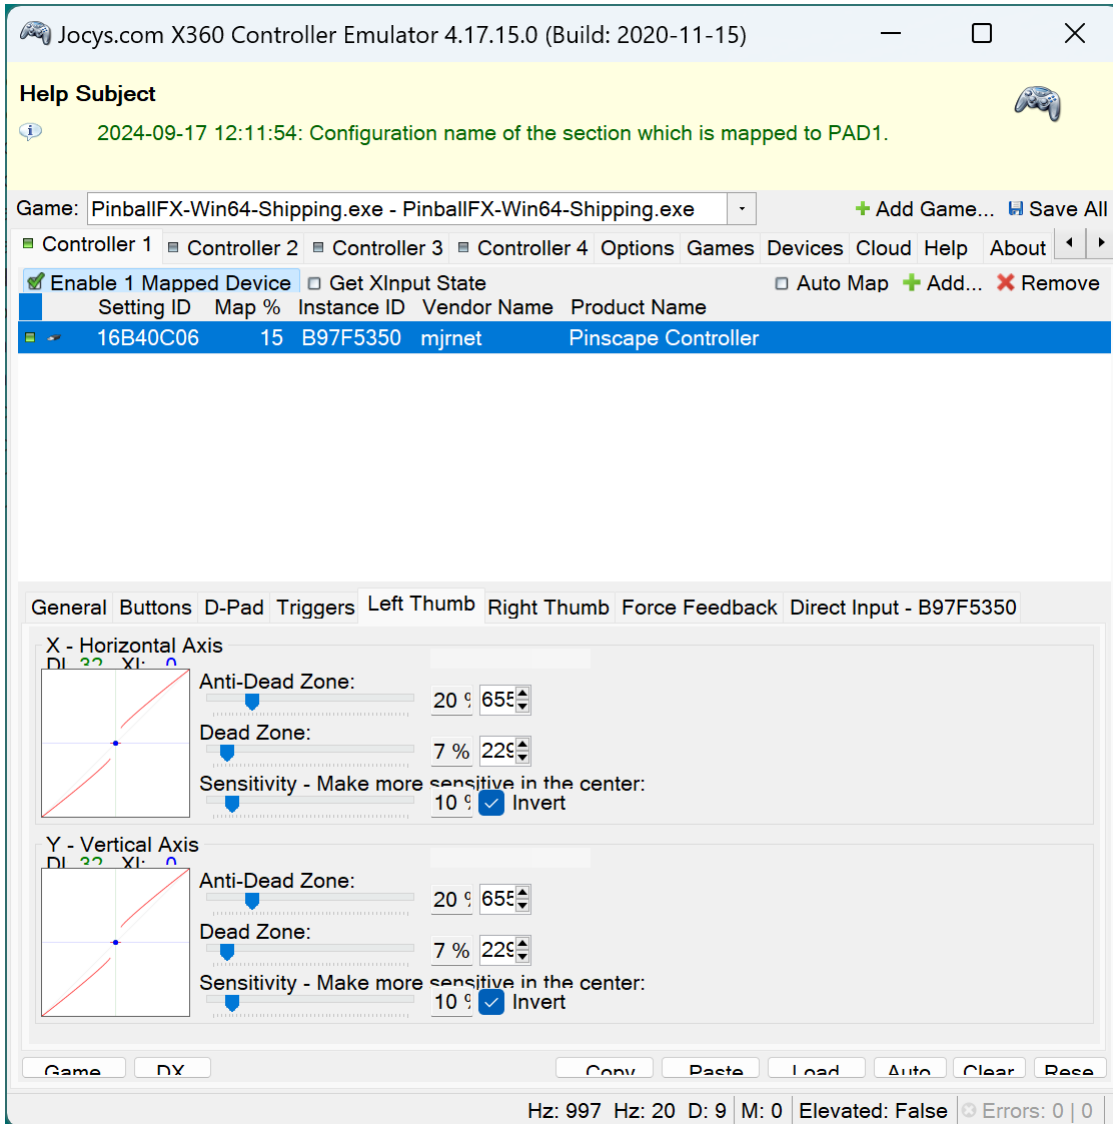 Jocys.com X360 Controller Emulator 4.17.15.0 (Build: 2020-11-15)
Help Subject
2024-09-17 12:11:54: Configuration name of the section which is mapped to PAD1.
Game: PinballFX-Win64-Shipping.exe - PinballFX-Win64-Shipping.exe Add Game... Save All
Controller 1 Controller 2 Controller 3 Controller 4 Options Games Devices Cloud Help About
Enable 1 Mapped Device Get XInput State Auto Map Add... Remove
Setting ID Map % Instance ID Vendor Name Product Name
16B40C06 15 B97F5350 mjrnet Pinscape Controller
General Buttons D-Pad Triggers Left Thumb Right Thumb Force Feedback Direct Input - B97F5350
X - Horizontal Axis
Anti-Dead Zone:
20 % 655
Dead Zone:
7 % 229
Sensitivity - Make more sensitive in the center:
10 % Invert
Y - Vertical Axis
Anti-Dead Zone:
20 % 655
Dead Zone:
7 % 229
Sensitivity - Make more sensitive in the center:
10 % Invert
Game DX Copy Paste Load Auto Clear Rese
Hz: 997 Hz: 20 D: 9 M: 0 Elevated: False Errors: 0 | 0